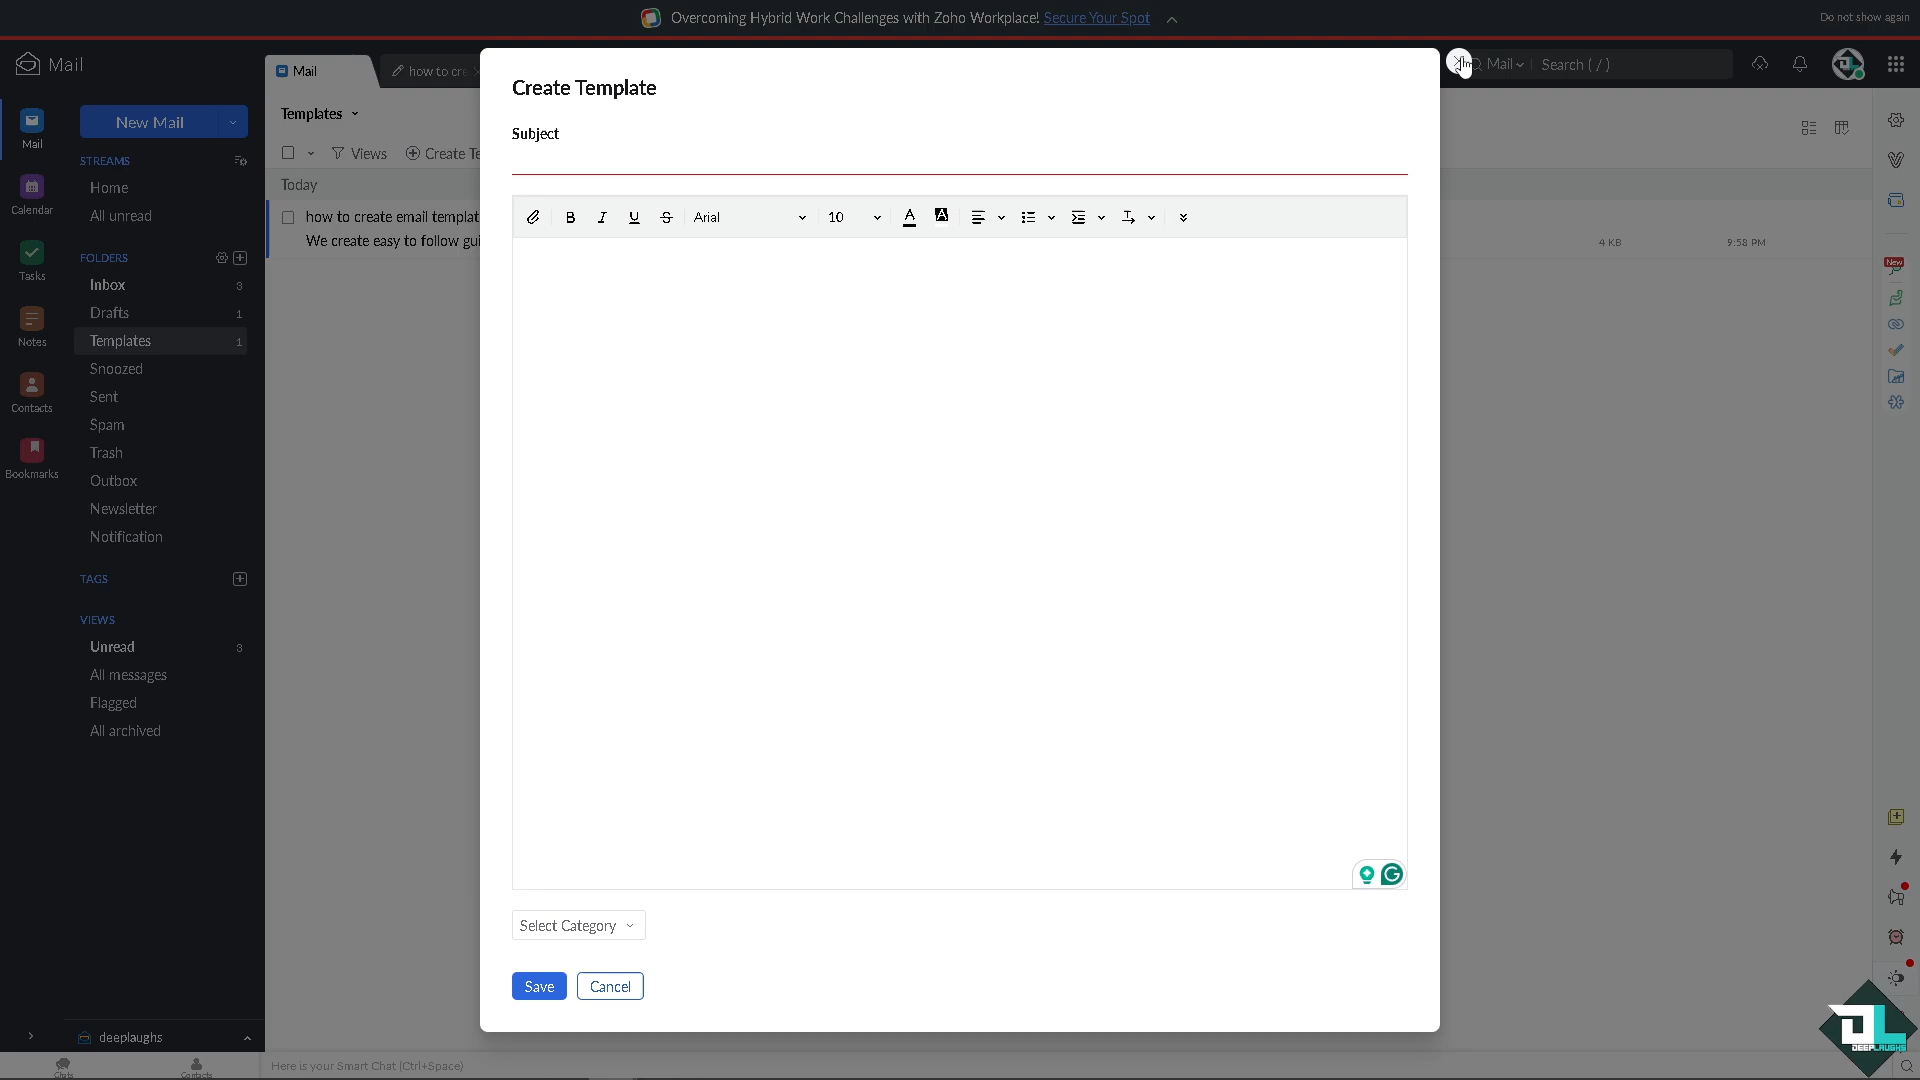 Overcoming Hybrid Work Challenges with Zoho Workplace! Secure Your Spot
Do not show again
Mail
Mail
how to cre
Mail
Search ( / )
Create Template
Subject
Mail
Calendar
Tasks
Notes
Contacts
Bookmarks
New Mail
STREAMS
Home
All unread
FOLDERS
Inbox 3
Drafts 1
Templates 1
Snoozed
Sent
Spam
Trash
Outbox
Newsletter
Notification
TAGS
VIEWS
Unread 3
All messages
Flagged
All archived
deeplaughs
Templates
Views
Create Te
Today
how to create email templat
We create easy to follow gui
4 KB
9:58 PM
B I U S Arial 10 A A
New
Select Category
Save
Cancel
Chats
Contacts
Here is your Smart Chat (Ctrl+Space)
DL
DEEPLAUGHS